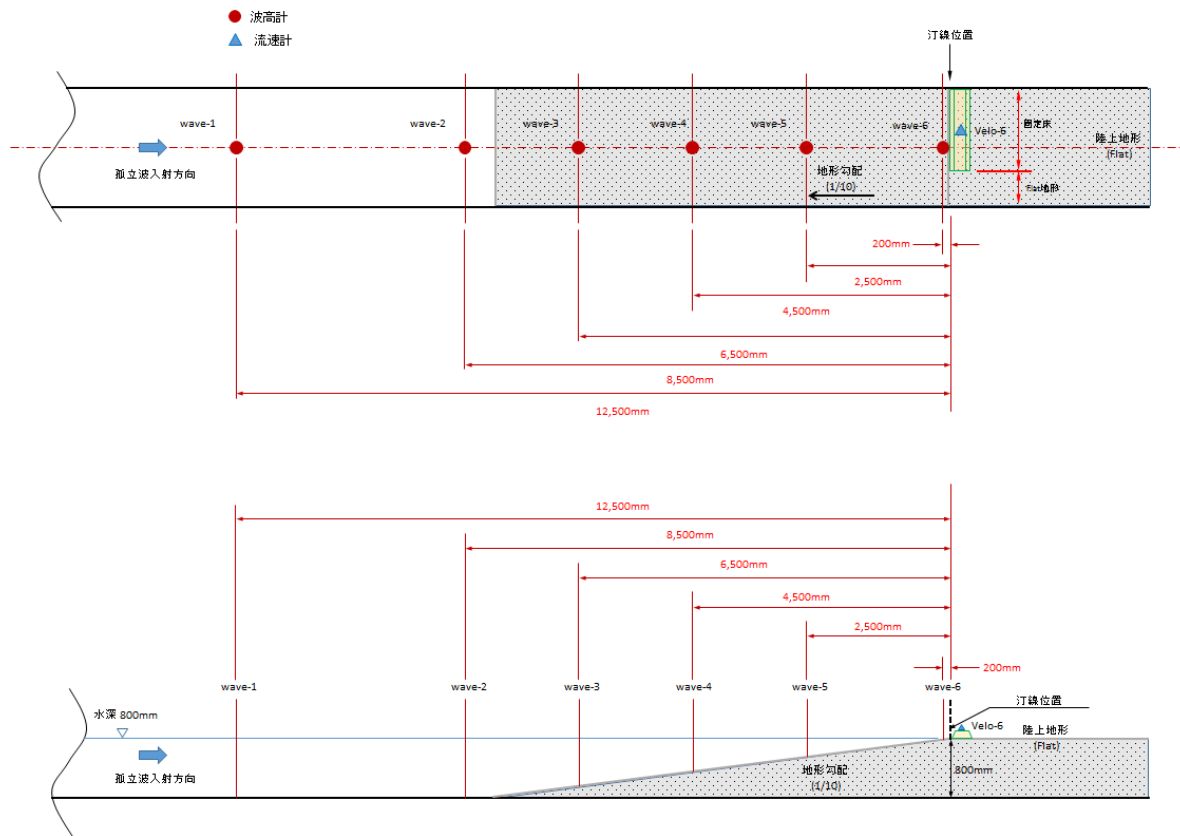 波高計
流速計
汀線位置
wave-1
wave-2
wave-3
wave-4
wave-5
wave-6
Velo-6
固定床
陸上地形
(Flat)
孤立波入射方向
地形勾配
(1/10)
Flat地形
200mm
2,500mm
4,500mm
6,500mm
8,500mm
12,500mm
12,500mm
8,500mm
6,500mm
4,500mm
2,500mm
200mm
wave-1
wave-2
wave-3
wave-4
wave-5
wave-6
汀線位置
水深 800mm
Velo-6
陸上地形
(Flat)
孤立波入射方向
地形勾配
(1/10)
800mm